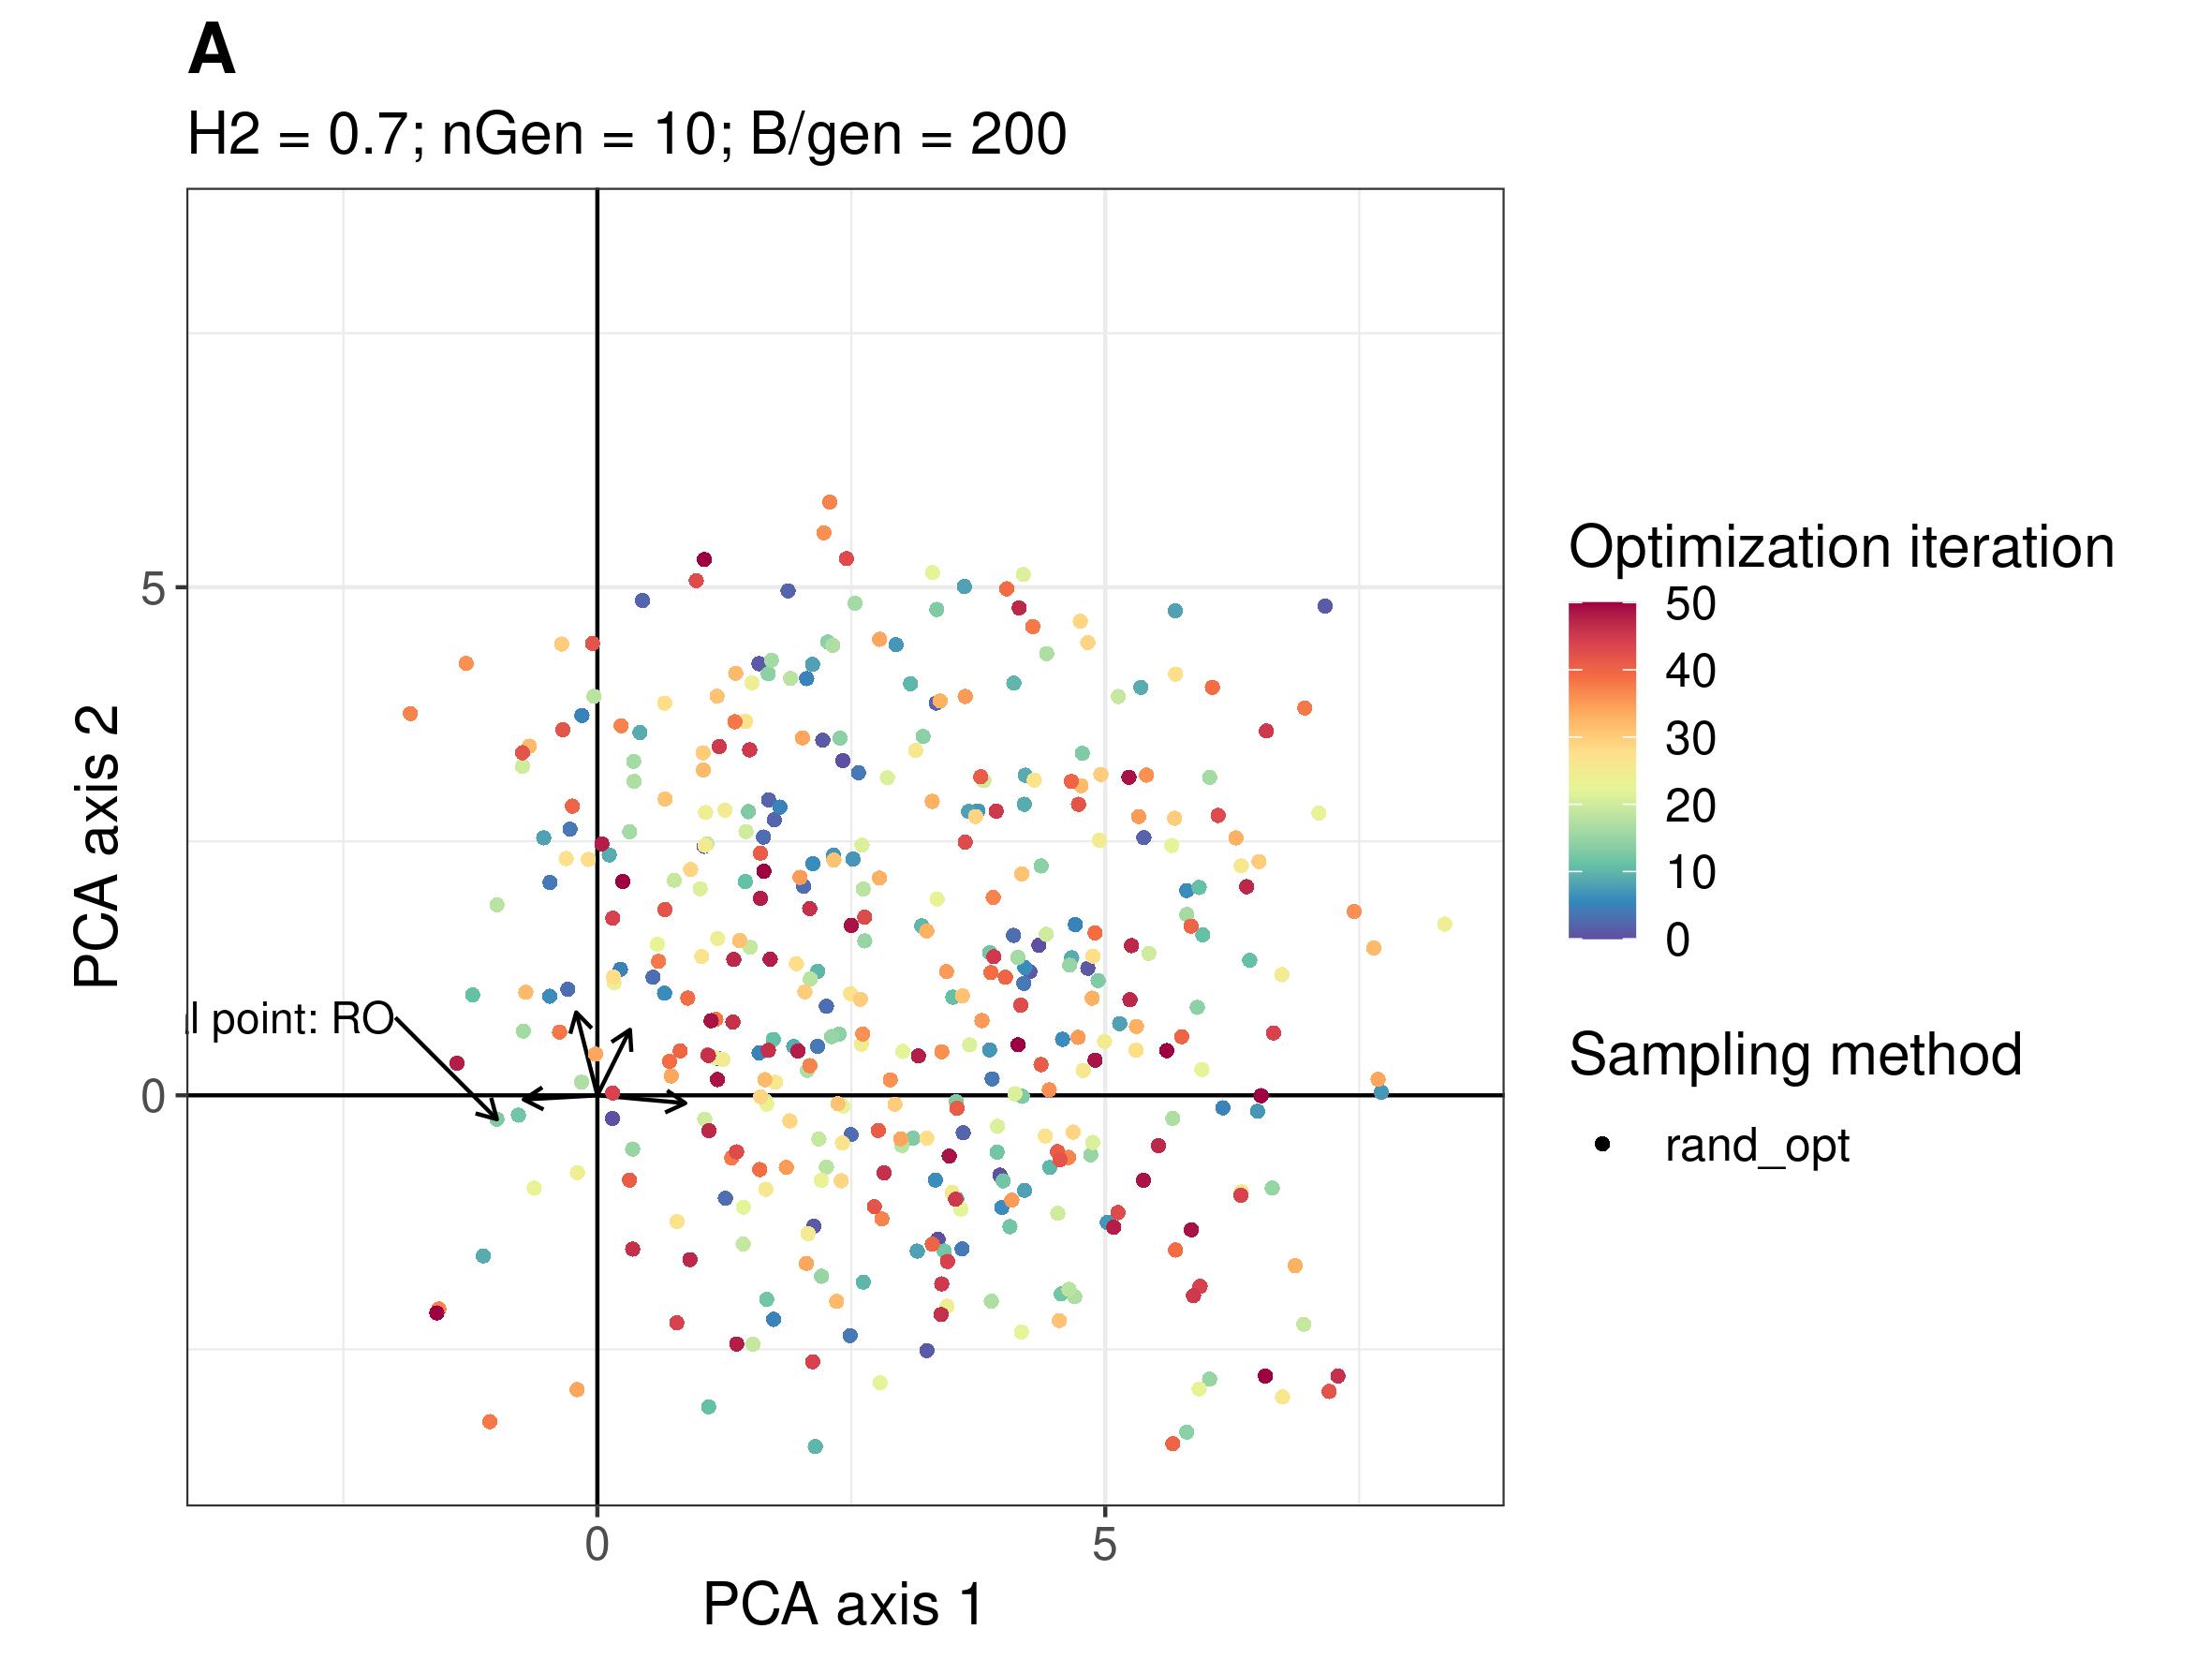 A
H2 = 0.7; nGen = 10; B/gen = 200
PCA axis 2
5
0
l point: RO
0
5
PCA axis 1
Optimization iteration
50
40
30
20
10
0
Sampling method
rand_opt